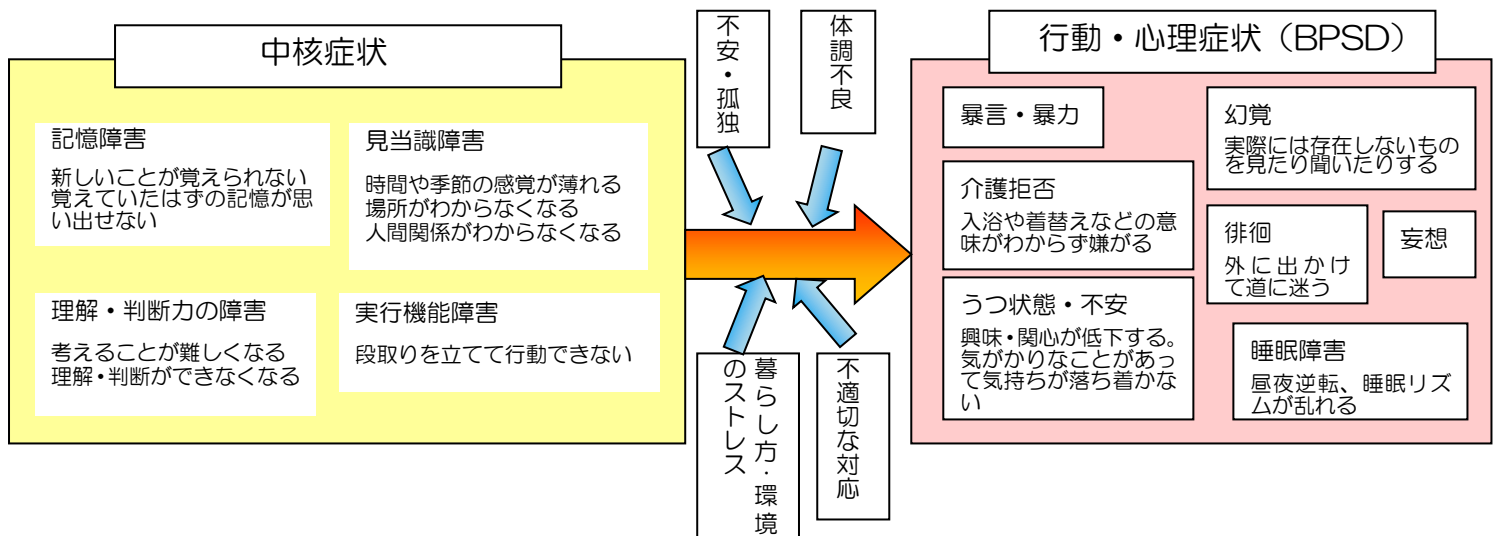 中核症状
記憶障害
新しいことが覚えられない
覚えていたはずの記憶が思
い出せない
見当識障害
時間や季節の感覚が薄れる
場所がわからなくなる
人間関係がわからなくなる
理解・判断力の障害
考えることが難しくなる
理解・判断ができなくなる
実行機能障害
段取りを立てて行動できない
不安・孤独
体調不良
暮らし方・環境
のストレス
不適切な対応
行動・心理症状（BPSD）
暴言・暴力
幻覚
実際には存在しないもの
を見たり聞いたりする
介護拒否
入浴や着替えなどの意
味がわからず嫌がる
徘徊
外に出かけ
て道に迷う
妄想
うつ状態・不安
興味・関心が低下する。
気がかりなことがあっ
て気持ちが落ち着かな
い
睡眠障害
昼夜逆転、睡眠リズ
ムが乱れる